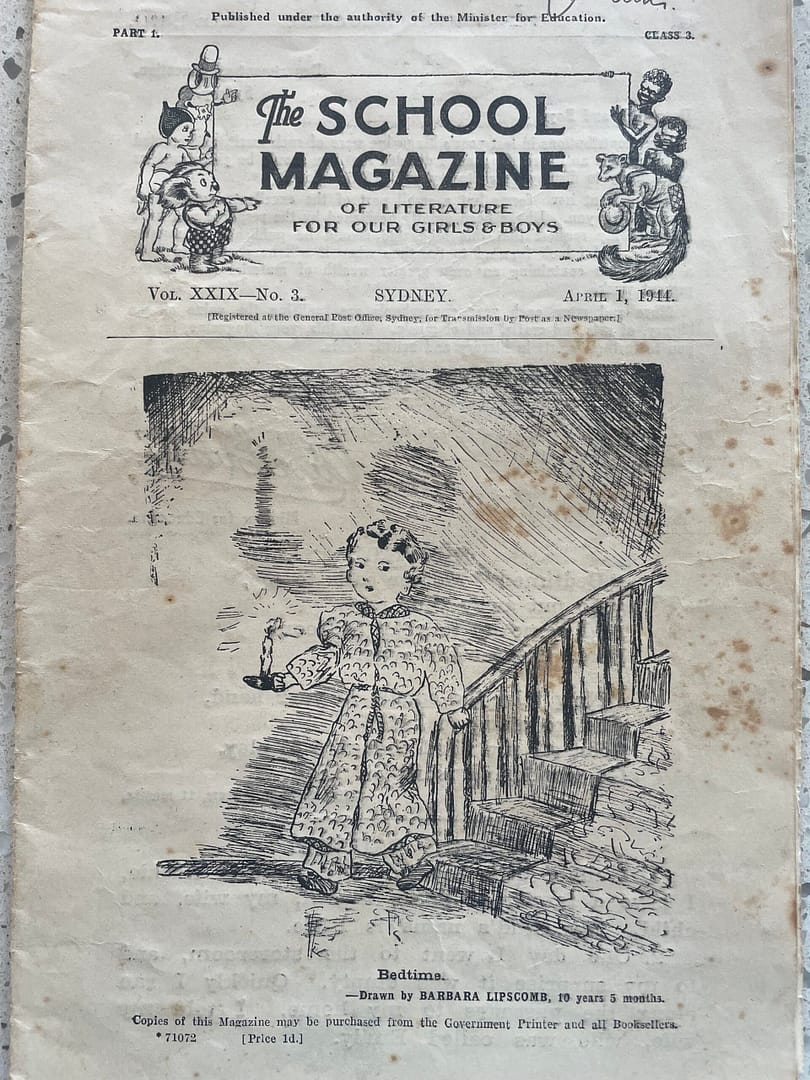 Published under the authority of the Minister for Education.
PART 1.
CLASS 3.
The SCHOOL
MAGAZINE
OF LITERATURE
FOR OUR GIRLS & BOYS
VOL. XXIX—No. 3.
SYDNEY.
APRIL 1, 1944.
[Registered at the General Post Office, Sydney, for Transmission by Post as a Newspaper.]
Bedtime.
—Drawn by BARBARA LIPSCOMB, 10 years 5 months.
Copies of this Magazine may be purchased from the Government Printer and all Booksellers.
*71072 [Price 1d.]